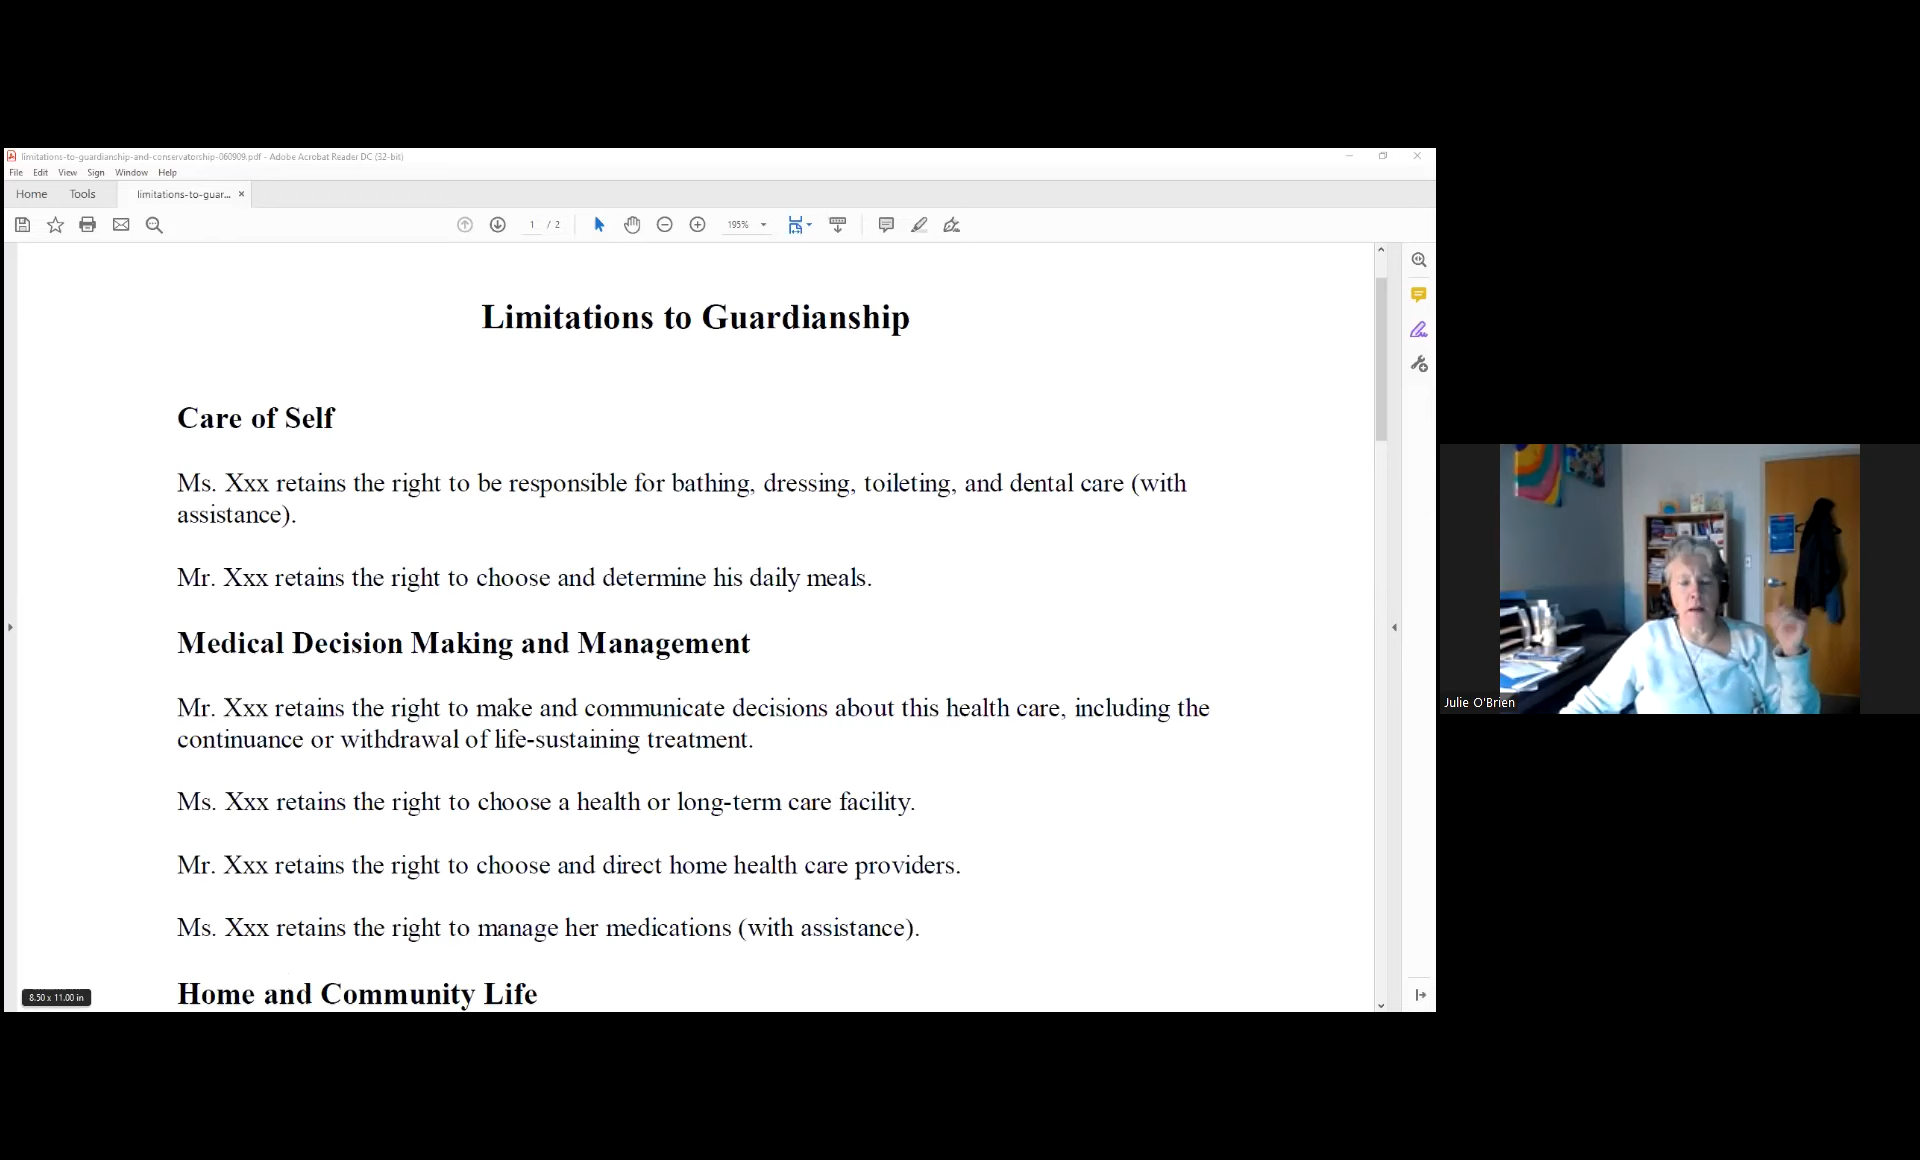 limitations-to-guardianship-and-conservatorship-060909.pdf - Adobe Acrobat Reader DC (32-bit)
File Edit View Sign Window Help
Home Tools limitations-to-guar... ×
1 / 2 195%
Limitations to Guardianship
Care of Self
Ms. Xxx retains the right to be responsible for bathing, dressing, toileting, and dental care (with
assistance).
Mr. Xxx retains the right to choose and determine his daily meals.
Medical Decision Making and Management
Mr. Xxx retains the right to make and communicate decisions about this health care, including the
continuance or withdrawal of life-sustaining treatment.
Ms. Xxx retains the right to choose a health or long-term care facility.
Mr. Xxx retains the right to choose and direct home health care providers.
Ms. Xxx retains the right to manage her medications (with assistance).
Home and Community Life
8.50 x 11.00 in
Julie O'Brien